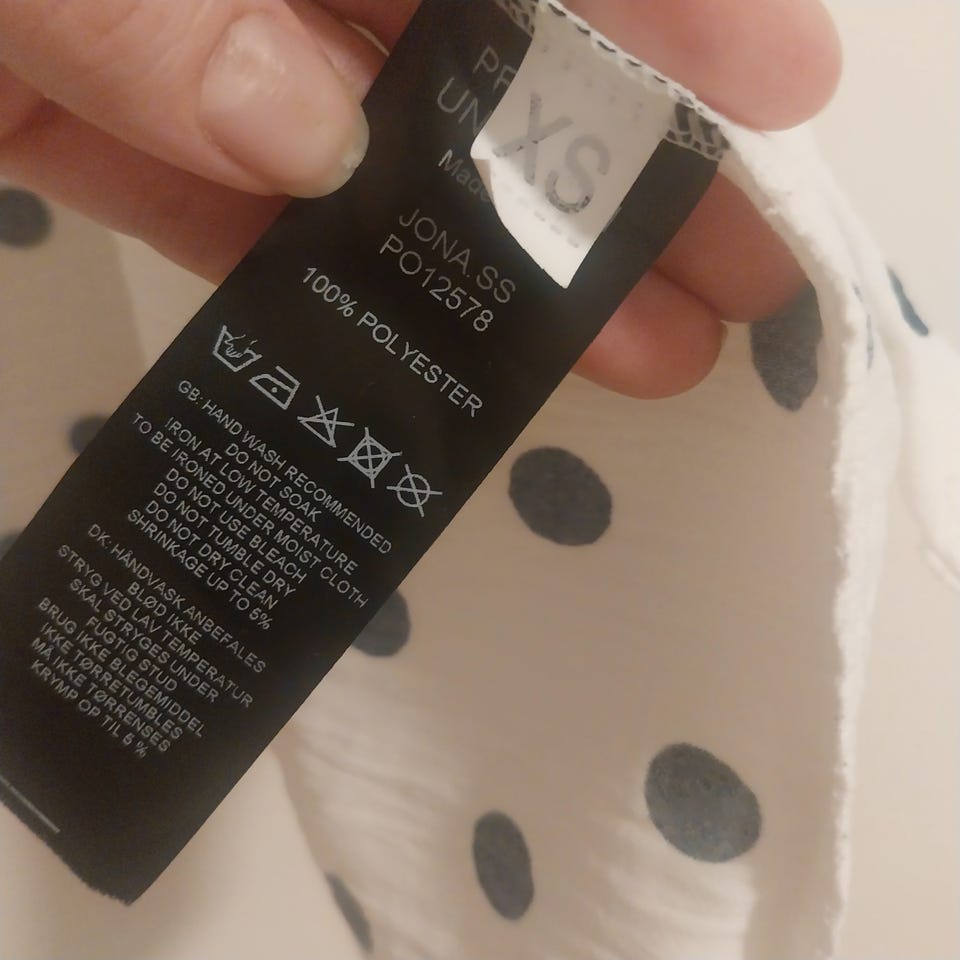 XS
Made
JONA.SS
PO12578
100% POLYESTER
GB: HAND WASH RECOMMENDED
DO NOT SOAK
IRON AT LOW TEMPERATURE
TO BE IRONED UNDER MOIST CLOTH
DO NOT USE BLEACH
DO NOT TUMBLE DRY
DO NOT DRY CLEAN
SHRINKAGE UP TO 5%
DK: HÅNDVASK ANBEFALES
BLØD IKKE
STRYG VED LAV TEMPERATUR
SKAL STRYGES UNDER
FUGTIG STUD
BRUG IKKE BLEGEMIDDEL
IKKE TØRRETUMBLES
MÅ IKKE TØRRENSES
KRYMP OP TIL 5 %